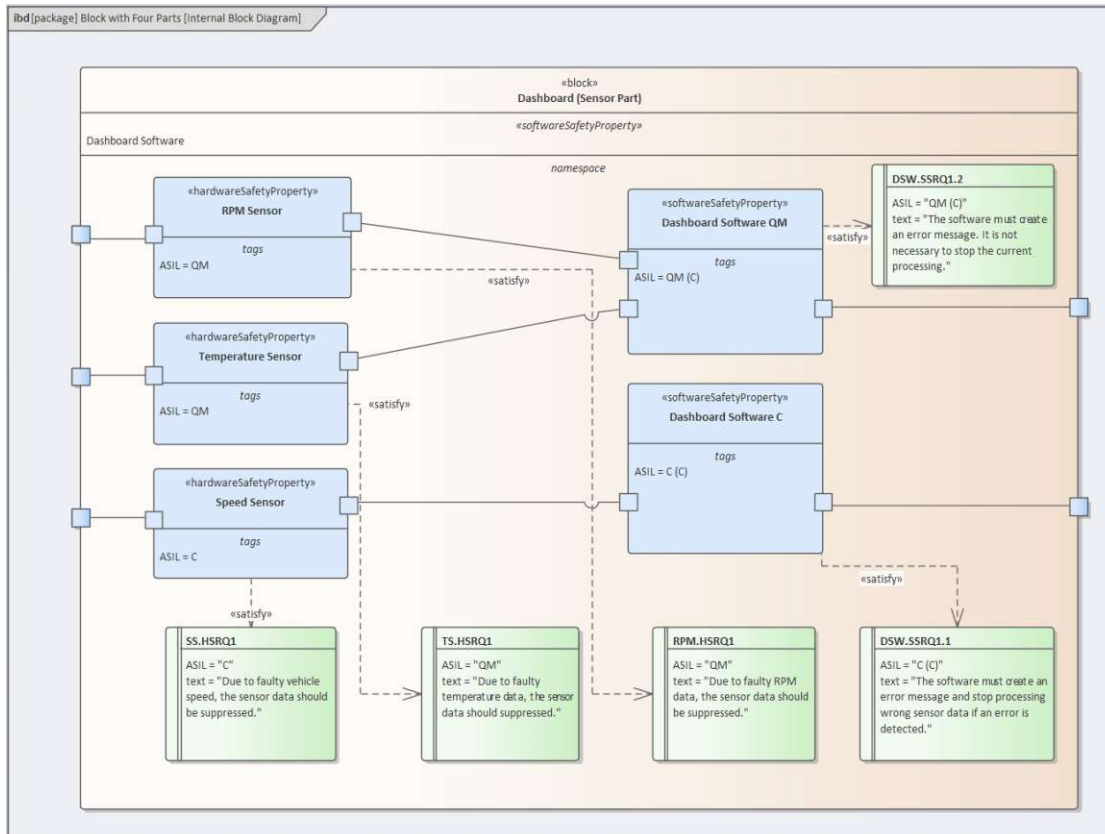 ibd [package] Block with Four Parts [Internal Block Diagram]
«block»
Dashboard (Sensor Part)
«softwareSafetyProperty»
Dashboard Software
namespace
«hardwareSafetyProperty»
RPM Sensor
tags
ASIL = QM
«softwareSafetyProperty»
Dashboard Software QM
tags
ASIL = QM (C)
«satisfy»
DSW.SSRQ1.2
ASIL = "QM (C)"
text = "The software must create
an error message. It is not
necessary to stop the current
processing."
«satisfy»
«hardwareSafetyProperty»
Temperature Sensor
tags
ASIL = QM
«satisfy»
«softwareSafetyProperty»
Dashboard Software C
tags
ASIL = C (C)
«hardwareSafetyProperty»
Speed Sensor
tags
ASIL = C
«satisfy»
«satisfy»
SS.HSRQ1
ASIL = "C"
text = "Due to faulty vehicle
speed, the sensor data should
be suppressed."
TS.HSRQ1
ASIL = "QM"
text = "Due to faulty
temperature data, the sensor
data should suppressed."
RPM.HSRQ1
ASIL = "QM"
text = "Due to faulty RPM
data, the sensor data should
be suppressed."
DSW.SSRQ1.1
ASIL = "C (C)"
text = "The software must create an
error message and stop processing
wrong sensor data if an error is
detected."